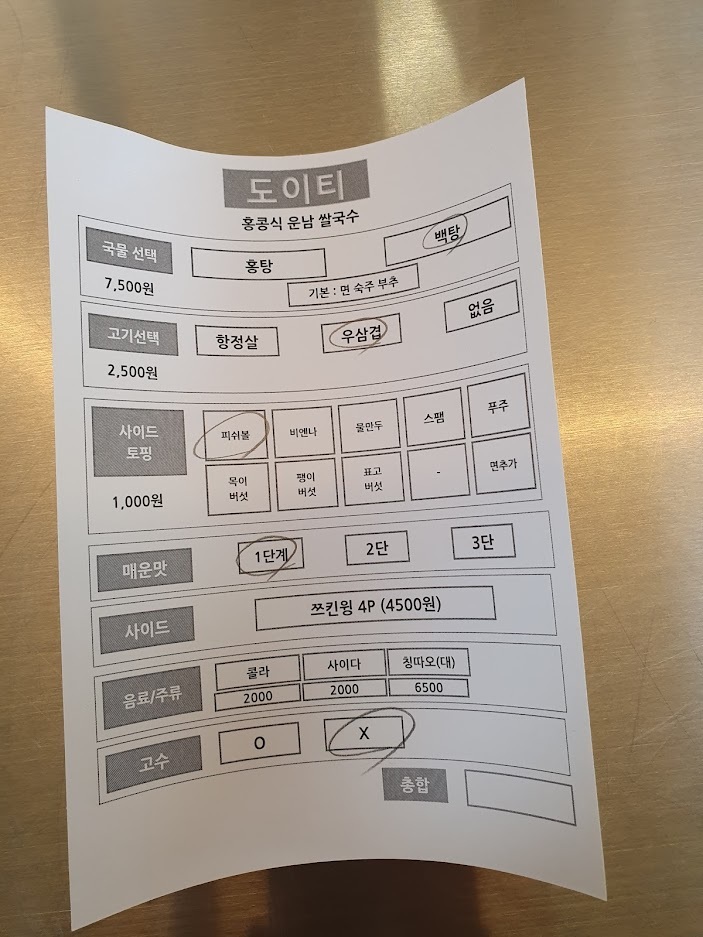 도이티
홍콩식 운남 쌀국수
국물 선택
7,500원
홍탕
백탕
기본 : 면 숙주 부추
고기선택
2,500원
항정살
우삼겹
없음
사이드
토핑
1,000원
피쉬볼
비엔나
물만두
스팸
푸주
목이
버섯
팽이
버섯
표고
버섯
-
면추가
매운맛
1단계
2단
3단
사이드
쯔킨윙 4P (4500원)
음료/주류
콜라
사이다
칭따오(대)
2000
2000
6500
고수
O
X
총합